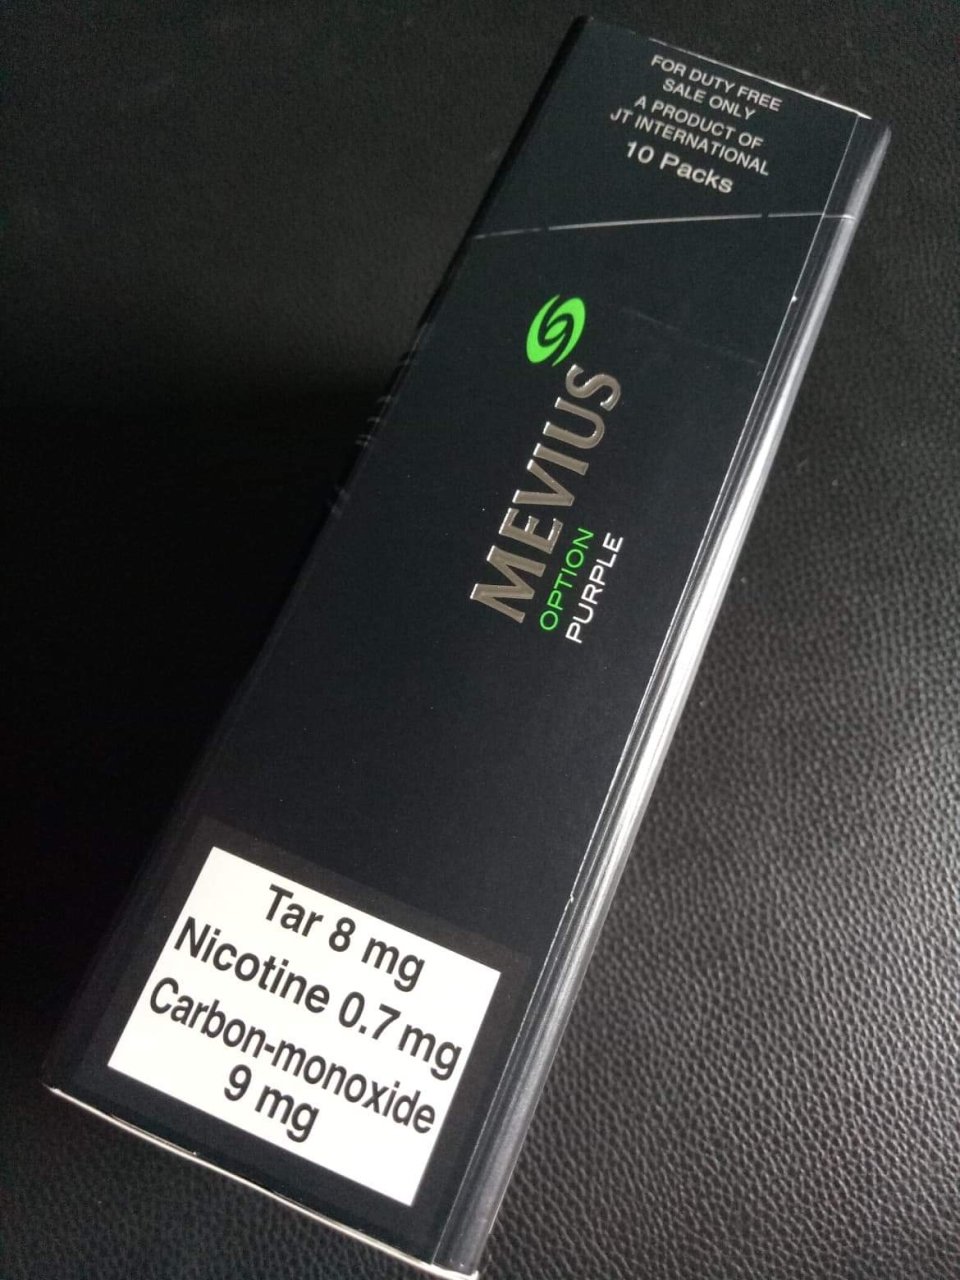 FOR DUTY FREE
SALE ONLY
A PRODUCT OF
JT INTERNATIONAL
10 Packs
MEVIUS
OPTION
PURPLE
Tar 8 mg
Nicotine 0.7 mg
Carbon-monoxide
9 mg